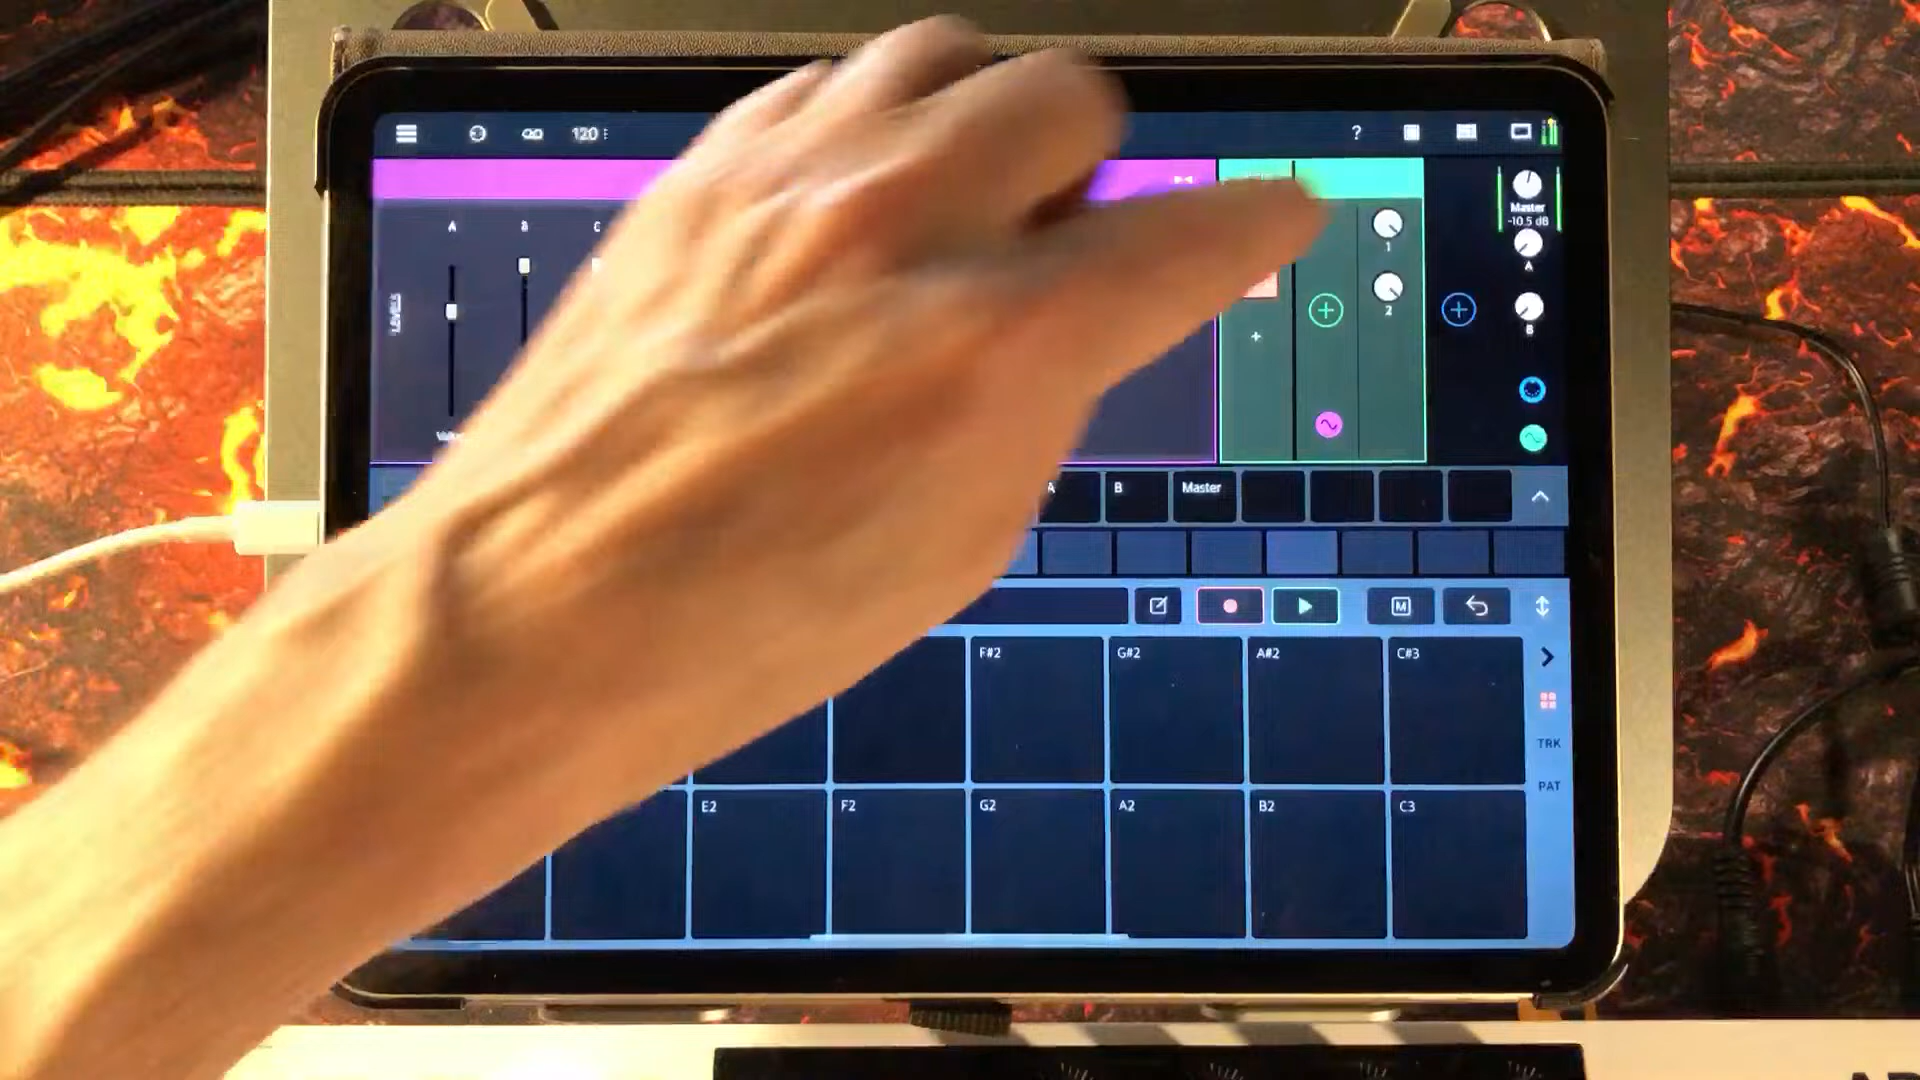 120
?
A
B
C
LEVELS
1
2
Master
-10.5 dB
A
B
A
B
Master
M
F#2
G#2
A#2
C#3
TRK
PAT
E2
F2
G2
A2
B2
C3